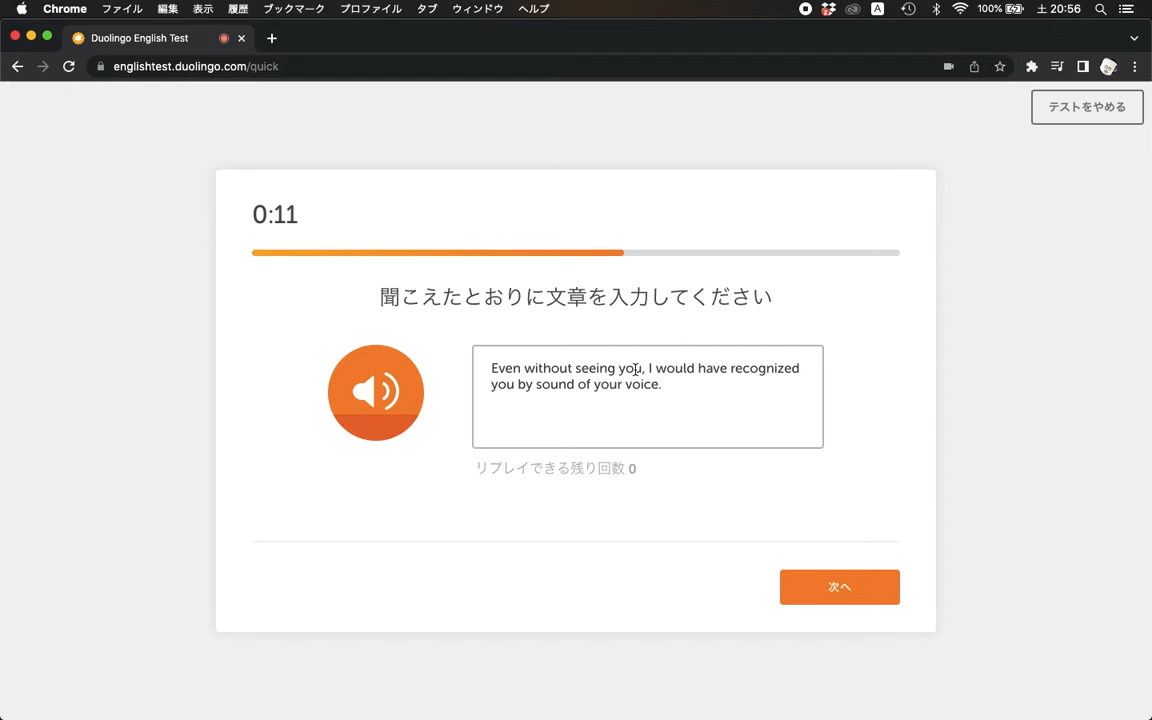 Chrome ファイル 編集 表示 履歴 ブックマーク プロファイル タブ ウィンドウ ヘルプ A 100% 土 20:56
Duolingo English Test
englishtest.duolingo.com/quick
テストをやめる
0:11
聞こえたとおりに文章を入力してください
Even without seeing you, I would have recognized
you by sound of your voice.
リプレイできる残り回数 0
次へ